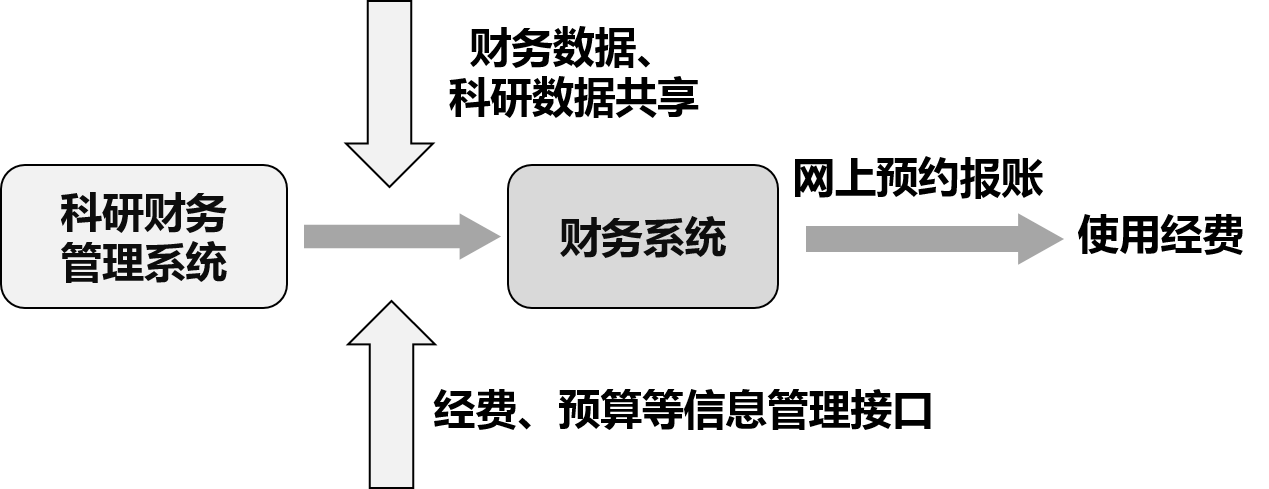 财务数据、
科研数据共享
科研财务
管理系统
财务系统
网上预约报账
使用经费
经费、预算等信息管理接口